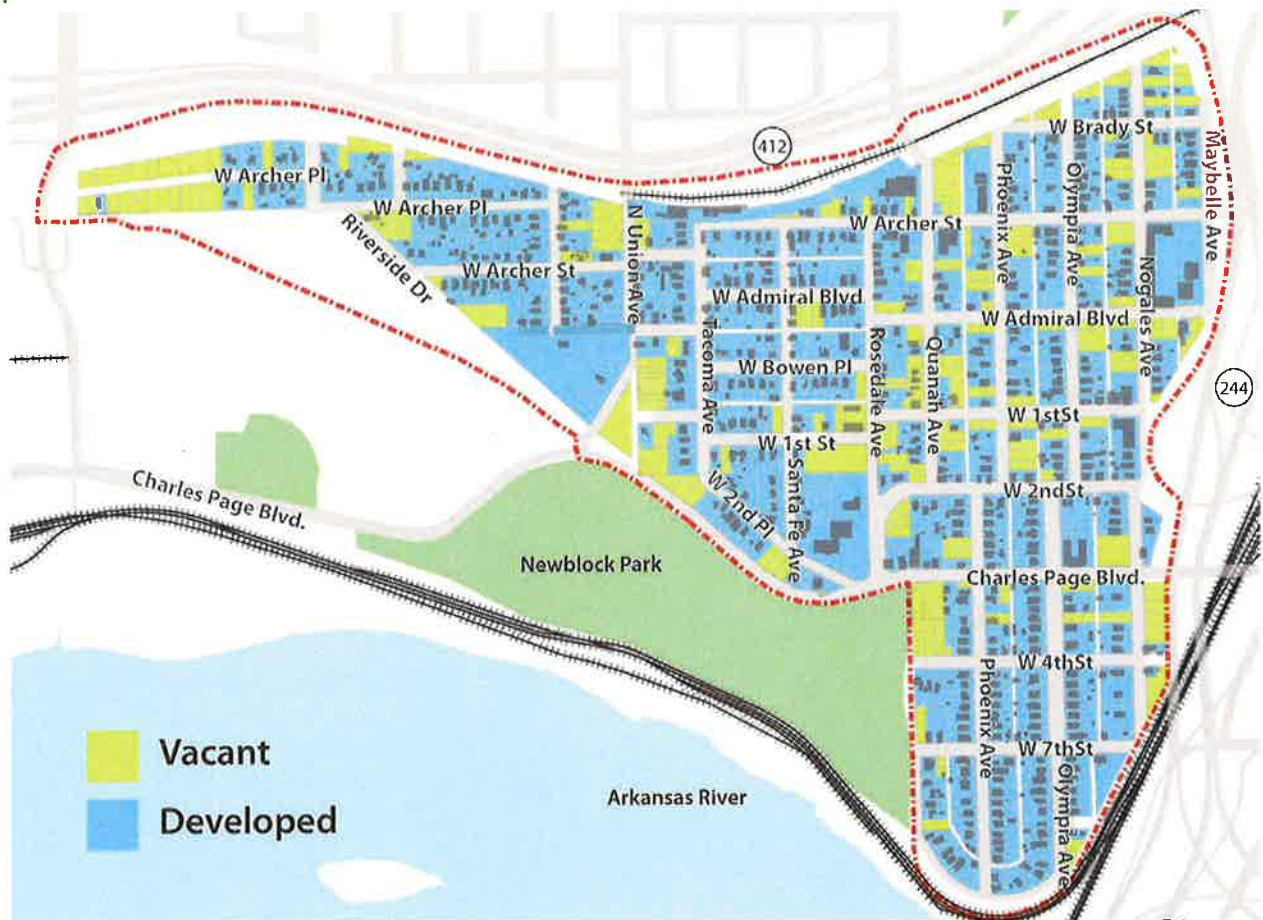 412
W Brady St
Maybelle Ave
W Archer Pl
Phoenix Ave
Olympia Ave
W Archer Pl
N Union Ave
W Archer St
Riverside Dr
W Archer St
Nogales Ave
W Admiral Blvd
W Admiral Blvd
Tacoma Ave
Rosedale Ave
Quanah Ave
W Bowen Pl
244
W 1stSt
W 1st St
Santa Fe Ave
W 2nd Pl
W 2ndSt
Charles Page Blvd.
Newblock Park
Charles Page Blvd.
W 4thSt
Phoenix Ave
W 7thSt
Olympia Ave
Vacant
Developed
Arkansas River